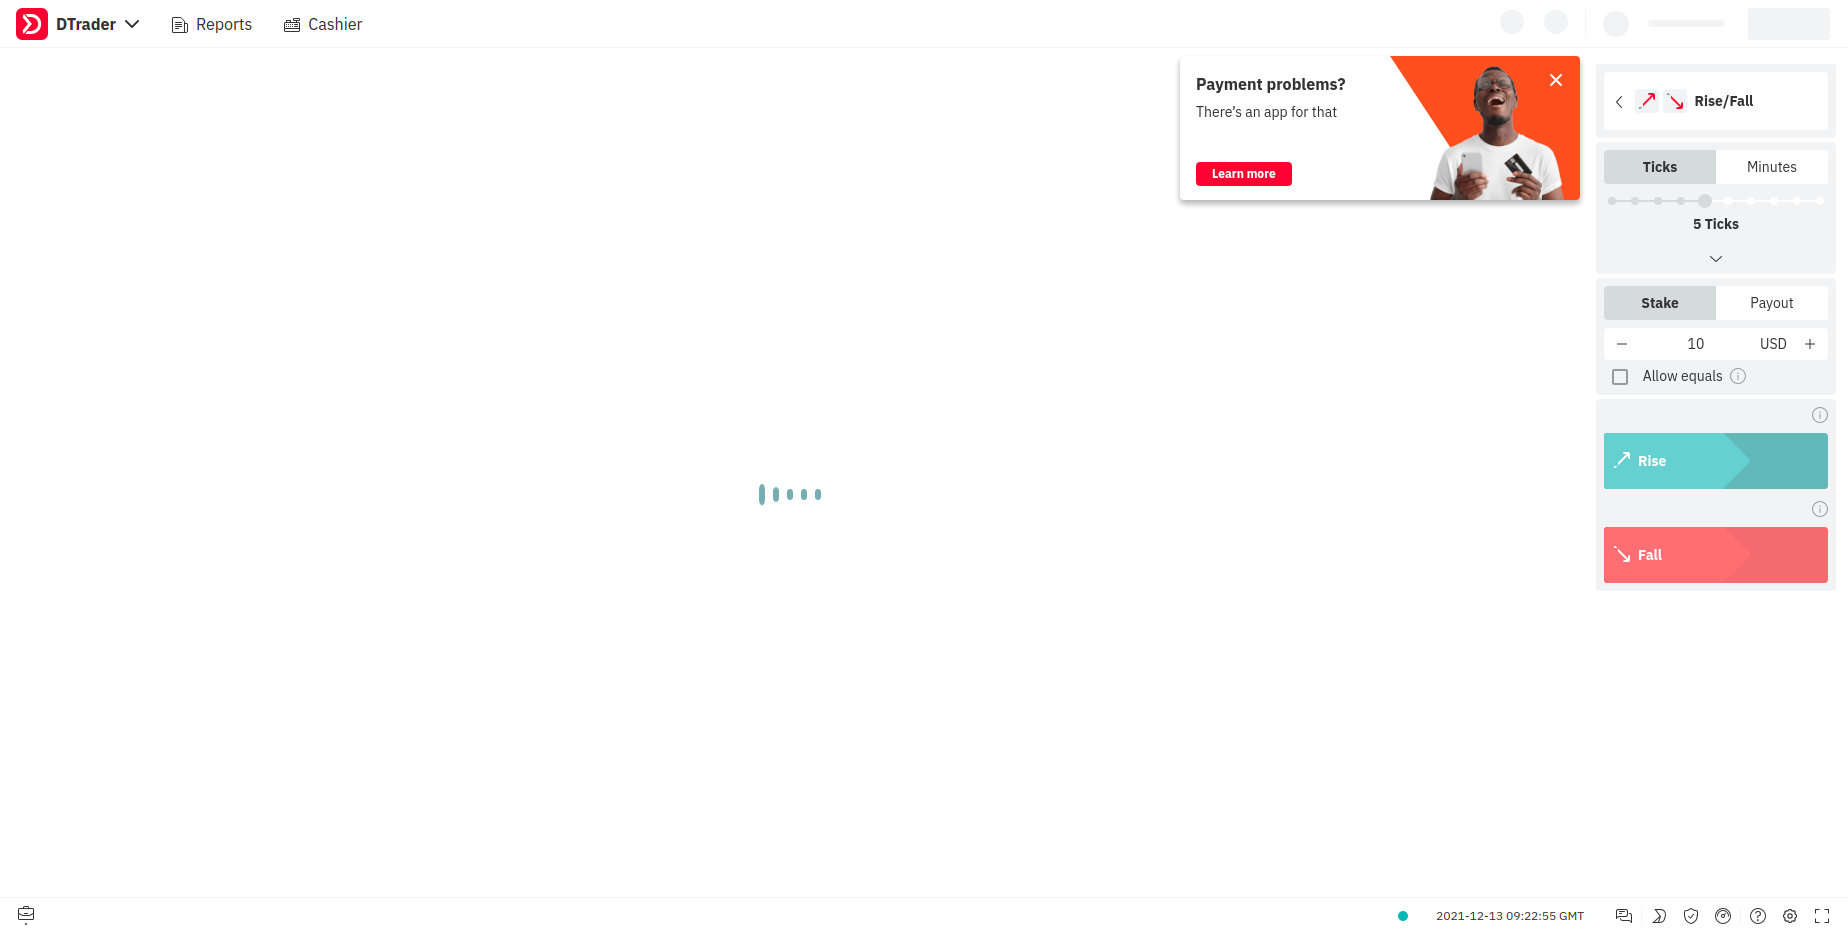 DTrader
Reports
Cashier
Payment problems?
There's an app for that
Learn more
Rise/Fall
Ticks
Minutes
5 Ticks
Stake
Payout
10
USD
Allow equals
Rise
Fall
2021-12-13 09:22:55 GMT